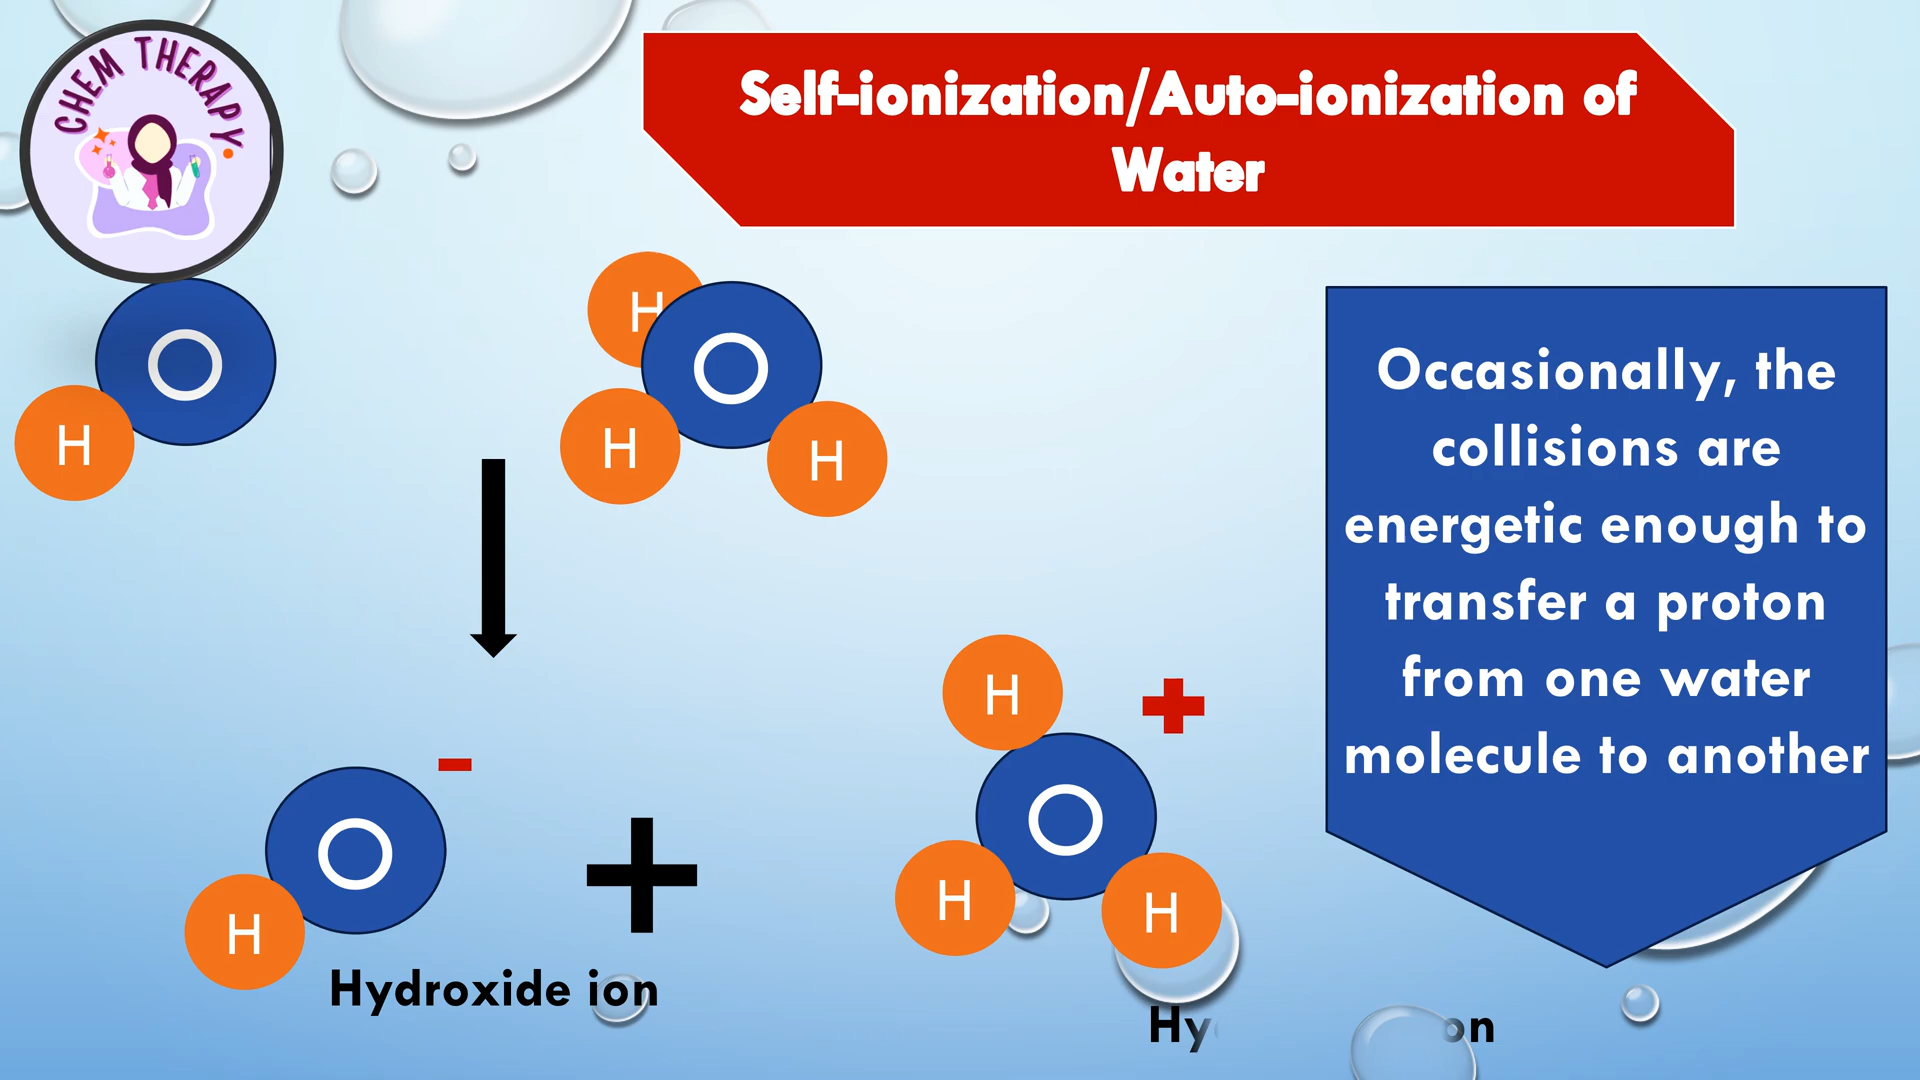 CHEM THERAPY.
Self-ionization/Auto-ionization of
Water
O
H
H
O
H
H
Occasionally, the
collisions are
energetic enough to
transfer a proton
from one water
molecule to another
H
O
H
H
-
+
O
H
+
Hydroxide ion